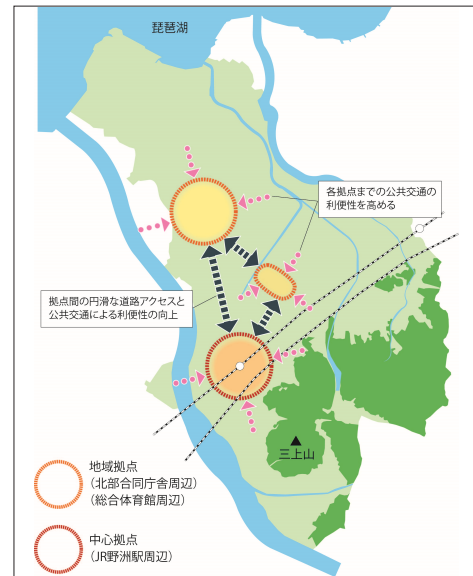 琵琶湖
各拠点までの公共交通の
利便性を高める
拠点間の円滑な道路アクセスと
公共交通による利便性の向上
三上山
地域拠点
（北部合同庁舎周辺）
（総合体育館周辺）
中心拠点
（JR野洲駅周辺）